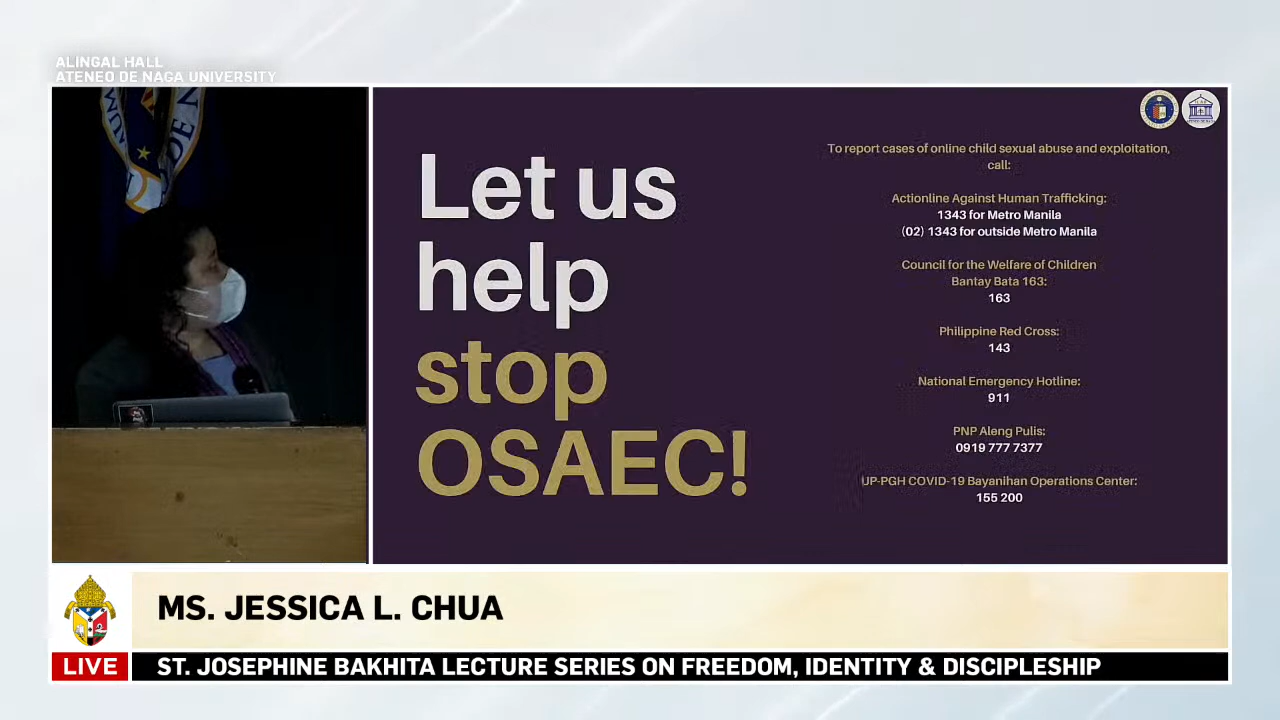 ALINGAL HALL
ATENEO DE NAGA UNIVERSITY
Let us
help
stop
OSAEC!
To report cases of online child sexual abuse and exploitation,
call:
Actionline Against Human Trafficking:
1343 for Metro Manila
(02) 1343 for outside Metro Manila
Council for the Welfare of Children
Bantay Bata 163:
163
Philippine Red Cross:
143
National Emergency Hotline:
911
PNP Aleng Pulis:
0919 777 7377
UP-PGH COVID-19 Bayanihan Operations Center:
155 200
MS. JESSICA L. CHUA
LIVE
ST. JOSEPHINE BAKHITA LECTURE SERIES ON FREEDOM, IDENTITY & DISCIPLESHIP